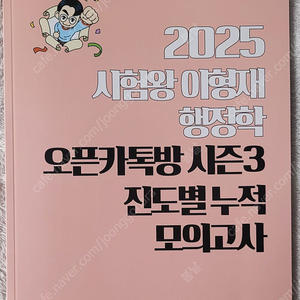 2025
시험왕 이형재
행정학
오픈카톡방 시즌3
진도별 누적
모의고사